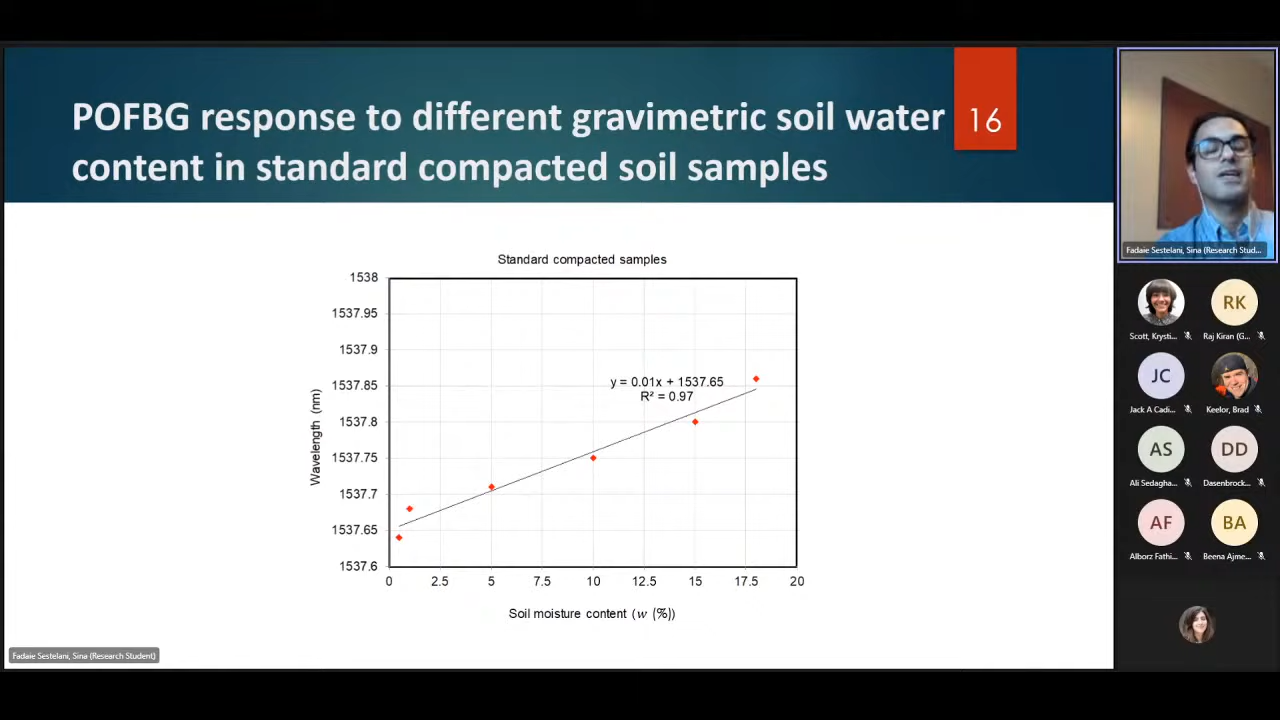 POFBG response to different gravimetric soil water
content in standard compacted soil samples
16
Standard compacted samples
1538
1537.95
1537.9
1537.85
1537.8
1537.75
1537.7
1537.65
1537.6
Wavelength (nm)
y = 0.01x + 1537.65
R² = 0.97
0 2.5 5 7.5 10 12.5 15 17.5 20
Soil moisture content (w (%))
Fadaie Sestelani, Sina (Research Student)
Fadaie Sestelani, Sina (Research Stud...
RK
Scott, Krysti... Raj Kiran (G...
JC
Jack A Cadi... Keelor, Brad
AS DD
Ali Sedagha... Dasenbrock...
AF BA
Alborz Fathi... Beena Ajme...